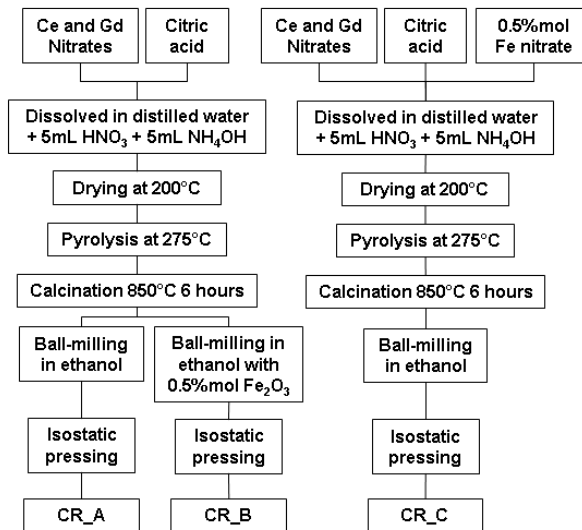 Ce and Gd
Nitrates
Citric
acid
Dissolved in distilled water
+ 5mL HNO₃ + 5mL NH₄OH
Drying at 200°C
Pyrolysis at 275°C
Calcination 850°C 6 hours
Ball-milling
in ethanol
Ball-milling in
ethanol with
0.5%mol Fe₂O₃
Isostatic
pressing
Isostatic
pressing
CR_A
CR_B
Ce and Gd
Nitrates
Citric
acid
0.5%mol
Fe nitrate
Dissolved in distilled water
+ 5mL HNO₃ + 5mL NH₄OH
Drying at 200°C
Pyrolysis at 275°C
Calcination 850°C 6 hours
Ball-milling
in ethanol
Isostatic
pressing
CR_C